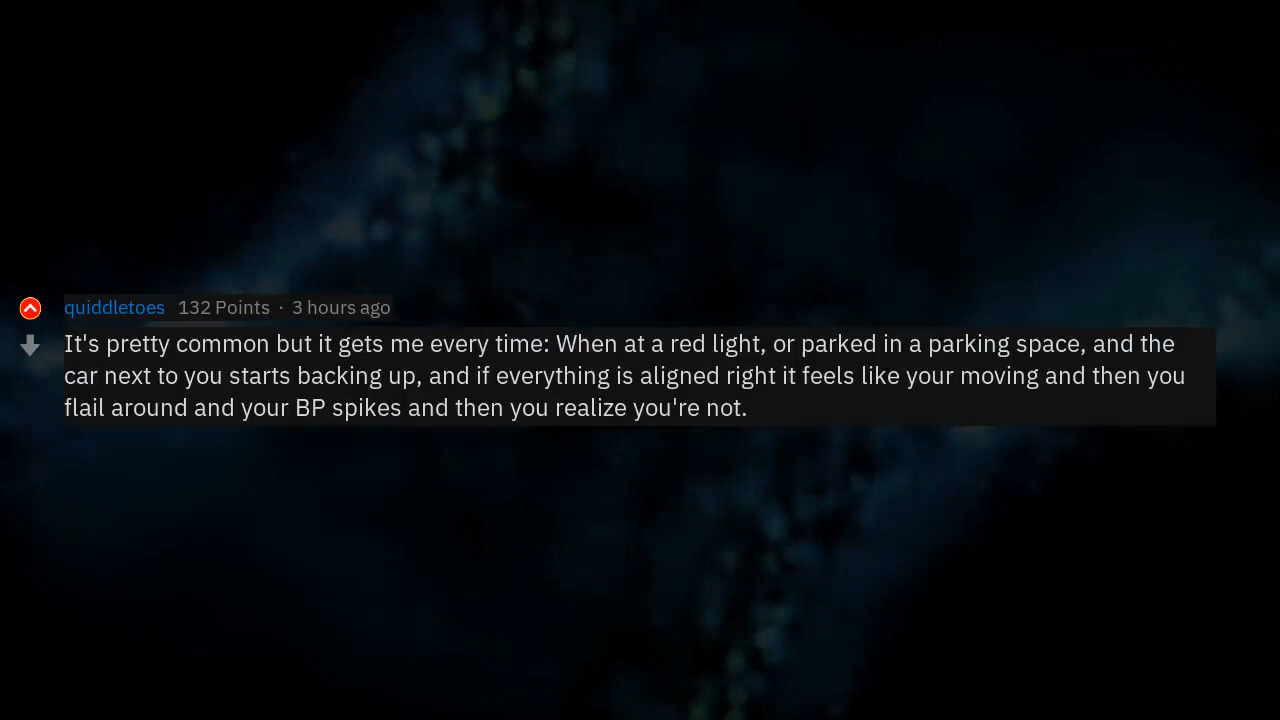 quiddletoes 132 Points · 3 hours ago
It's pretty common but it gets me every time: When at a red light, or parked in a parking space, and the
car next to you starts backing up, and if everything is aligned right it feels like your moving and then you
flail around and your BP spikes and then you realize you're not.